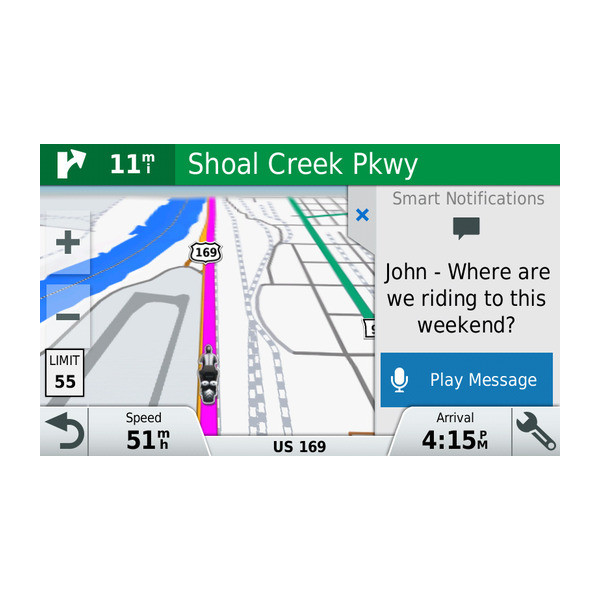 11 mi
Shoal Creek Pkwy
Smart Notifications
John - Where are
we riding to this
weekend?
Play Message
169
LIMIT
55
Speed
51 mh
US 169
Arrival
4:15 PM